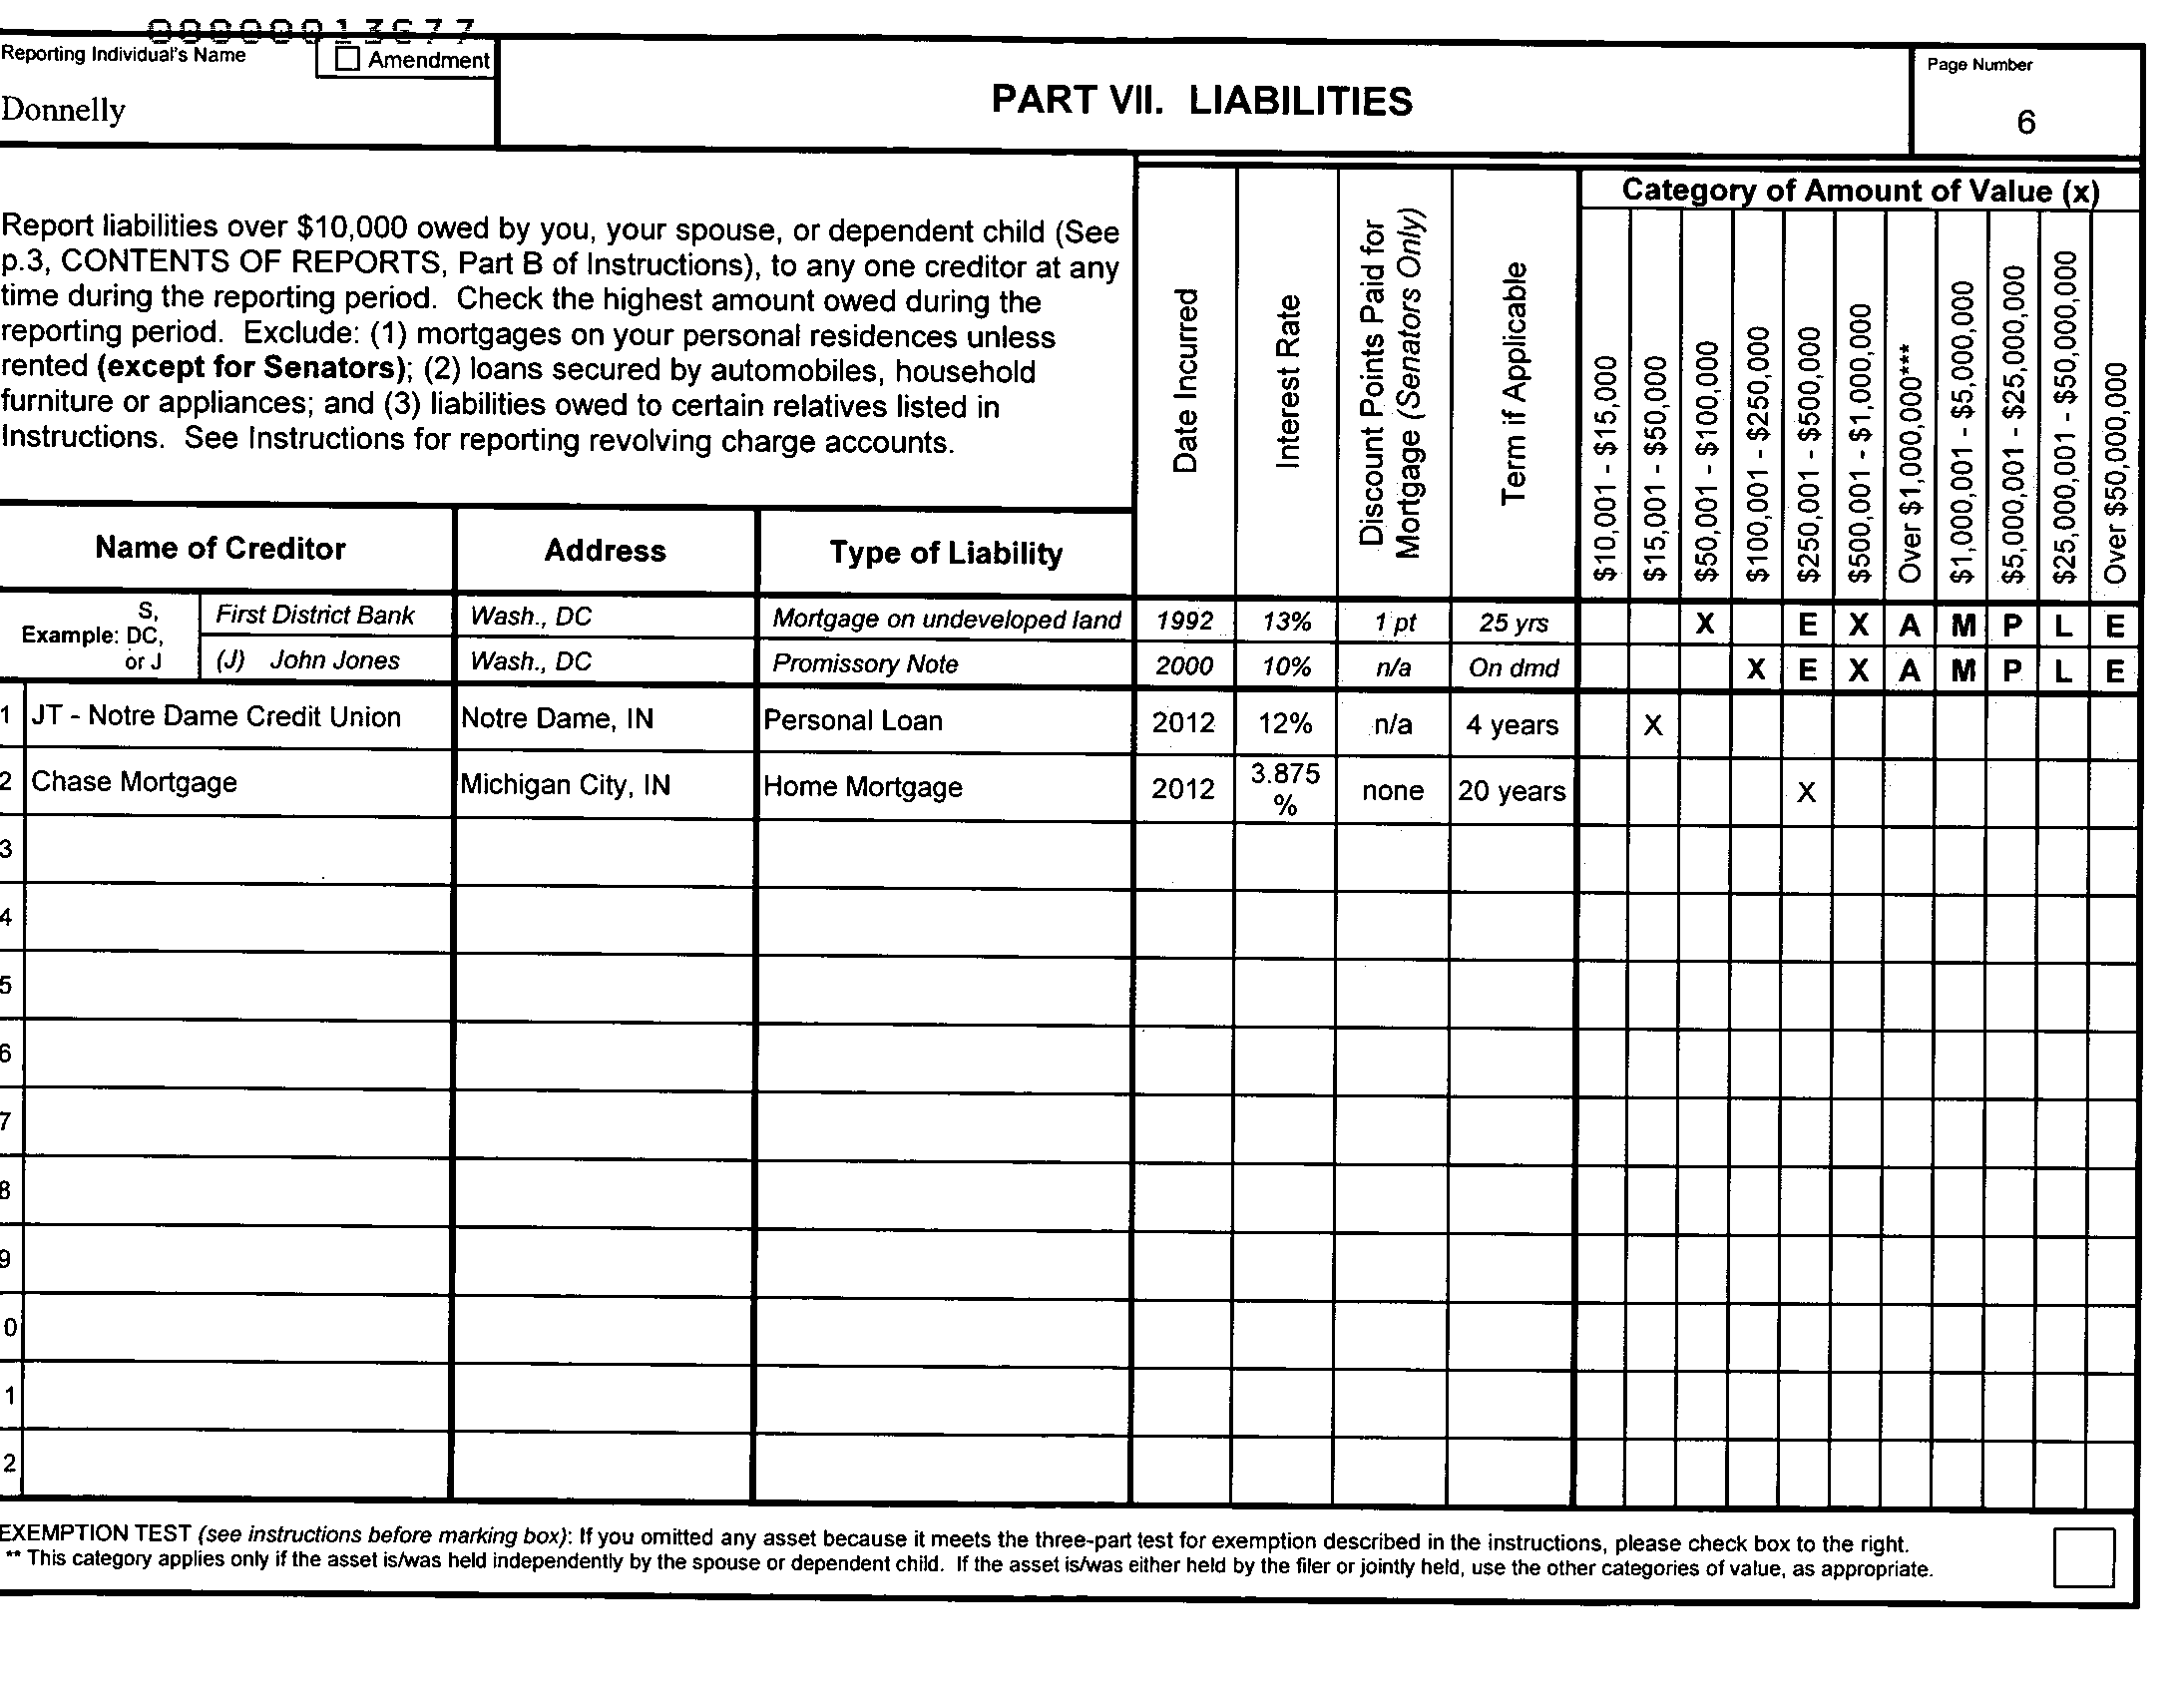 00000013677
Reporting Individual's Name
Amendment
Donnelly
PART VII. LIABILITIES
Page Number
6
Report liabilities over $10,000 owed by you, your spouse, or dependent child (See
p.3, CONTENTS OF REPORTS, Part B of Instructions), to any one creditor at any
time during the reporting period. Check the highest amount owed during the
reporting period. Exclude: (1) mortgages on your personal residences unless
rented (except for Senators); (2) loans secured by automobiles, household
furniture or appliances; and (3) liabilities owed to certain relatives listed in
Instructions. See Instructions for reporting revolving charge accounts.
Name of Creditor
Address
Type of Liability
Date Incurred
Interest Rate
Discount Points Paid for
Mortgage (Senators Only)
Term if Applicable
Category of Amount of Value (x)
$10,001 - $15,000
$15,001 - $50,000
$50,001 - $100,000
$100,001 - $250,000
$250,001 - $500,000
$500,001 - $1,000,000
Over $1,000,000***
$1,000,001 - $5,000,000
$5,000,001 - $25,000,000
$25,000,001 - $50,000,000
Over $50,000,000
Example: S, DC, or J
First District Bank Wash., DC Mortgage on undeveloped land 1992 13% 1 pt 25 yrs X E X A M P L E
(J) John Jones Wash., DC Promissory Note 2000 10% n/a On dmd X E X A M P L E
1 JT - Notre Dame Credit Union Notre Dame, IN Personal Loan 2012 12% n/a 4 years X
2 Chase Mortgage Michigan City, IN Home Mortgage 2012 3.875 % none 20 years X
3
4
5
6
7
8
9
0
1
2
EXEMPTION TEST (see instructions before marking box): If you omitted any asset because it meets the three-part test for exemption described in the instructions, please check box to the right.
** This category applies only if the asset is/was held independently by the spouse or dependent child. If the asset is/was either held by the filer or jointly held, use the other categories of value, as appropriate.